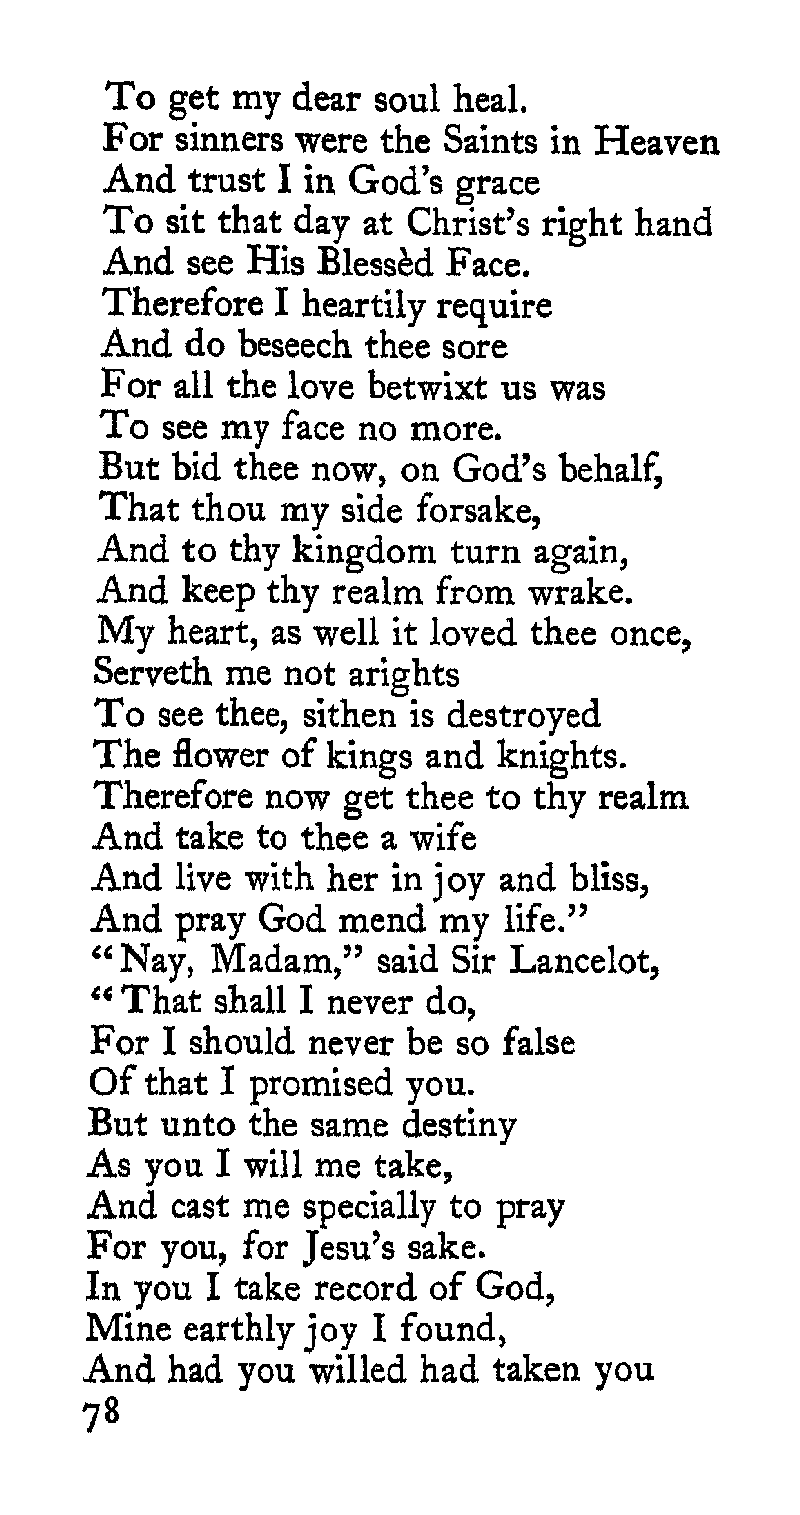 To get my dear soul heal.
For sinners were the Saints in Heaven
And trust I in God's grace
To sit that day at Christ's right hand
And see His Blessèd Face.
Therefore I heartily require
And do beseech thee sore
For all the love betwixt us was
To see my face no more.
But bid thee now, on God's behalf,
That thou my side forsake,
And to thy kingdom turn again,
And keep thy realm from wrake.
My heart, as well it loved thee once,
Serveth me not arights
To see thee, sithen is destroyed
The flower of kings and knights.
Therefore now get thee to thy realm
And take to thee a wife
And live with her in joy and bliss,
And pray God mend my life.”
“Nay, Madam,” said Sir Lancelot,
“That shall I never do,
For I should never be so false
Of that I promised you.
But unto the same destiny
As you I will me take,
And cast me specially to pray
For you, for Jesu's sake.
In you I take record of God,
Mine earthly joy I found,
And had you willed had taken you
78